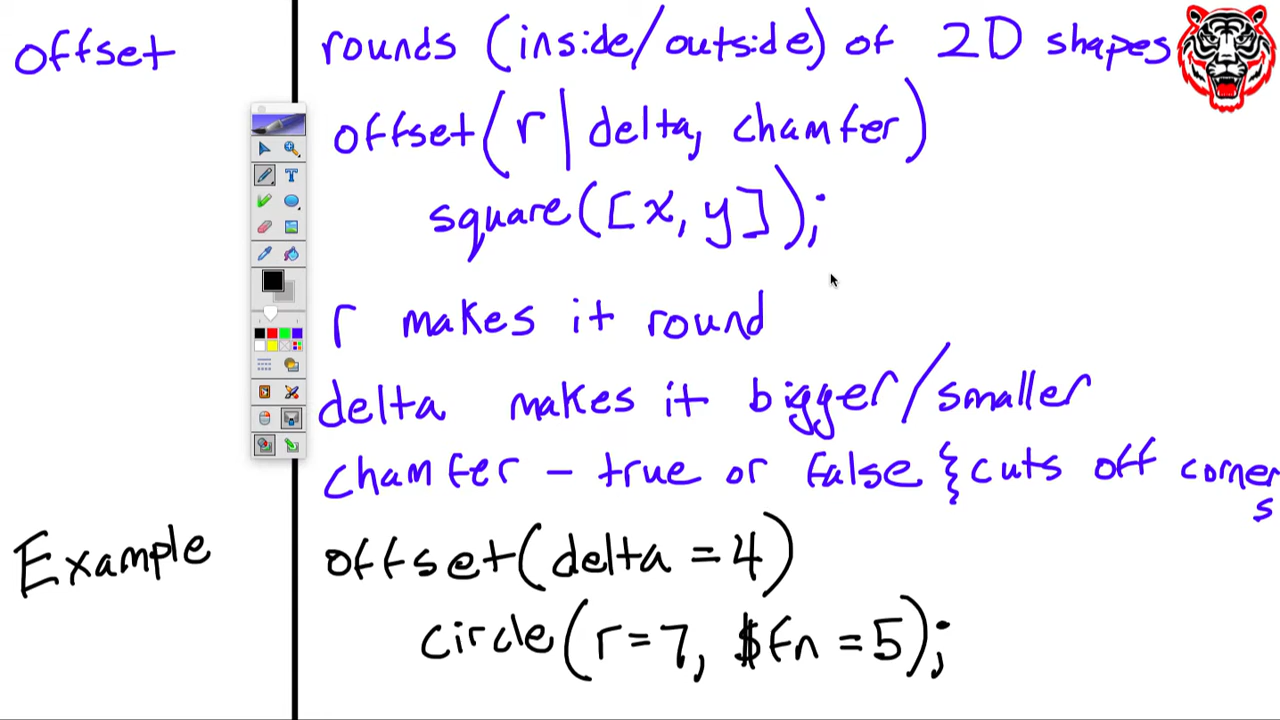 offset
rounds (inside/outside) of 2D shapes
offset(r | delta, chamfer)
square([x, y]);
r makes it round
delta makes it bigger/smaller
chamfer - true or false {cuts off corners
Example
offset(delta = 4)
circle(r=7, $fn = 5);